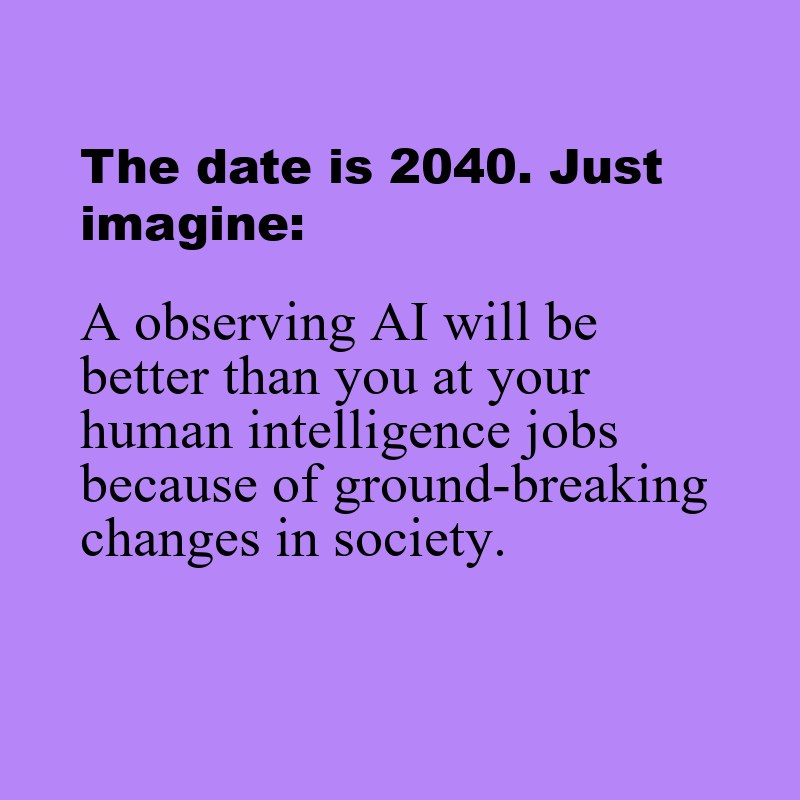 The date is 2040. Just
imagine:
A observing AI will be
better than you at your
human intelligence jobs
because of ground-breaking
changes in society.